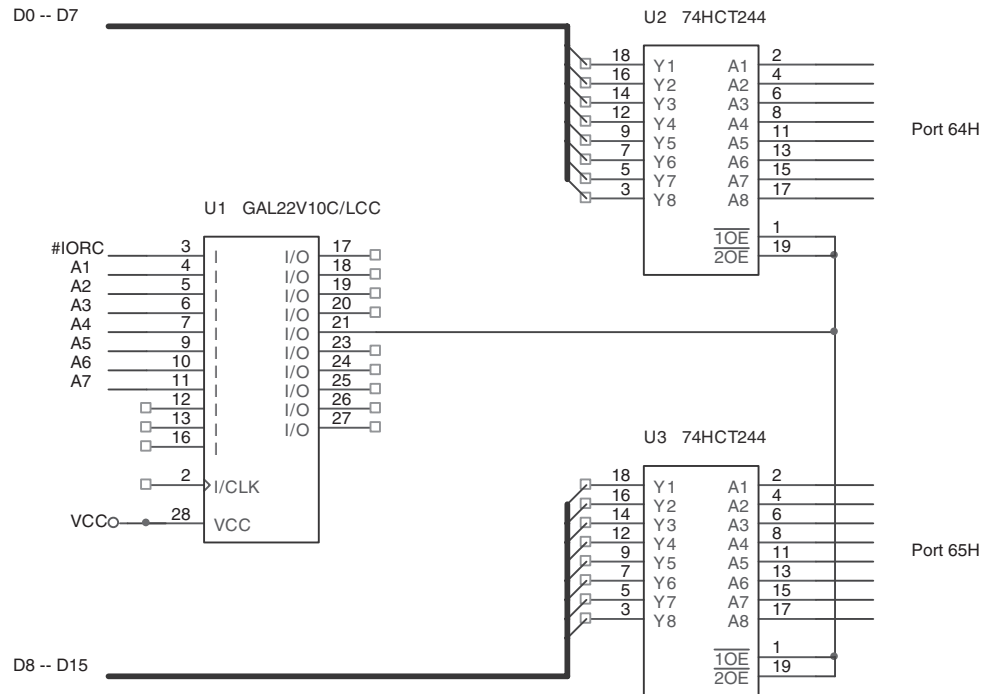 D0 -- D7
U2 74HCT244
18 Y1 A1 2
16 Y2 A2 4
14 Y3 A3 6
12 Y4 A4 8
9 Y5 A5 11
7 Y6 A6 13
5 Y7 A7 15
3 Y8 A8 17
1OE 1
2OE 19
Port 64H
U1 GAL22V10C/LCC
#IORC 3 I I/O 17
A1 4 I I/O 18
A2 5 I I/O 19
A3 6 I I/O 20
A4 7 I I/O 21
A5 9 I I/O 23
A6 10 I I/O 24
A7 11 I I/O 25
12 I I/O 26
13 I I/O 27
16 I
2 I/CLK
VCC 28 VCC
U3 74HCT244
18 Y1 A1 2
16 Y2 A2 4
14 Y3 A3 6
12 Y4 A4 8
9 Y5 A5 11
7 Y6 A6 13
5 Y7 A7 15
3 Y8 A8 17
1OE 1
2OE 19
Port 65H
D8 -- D15